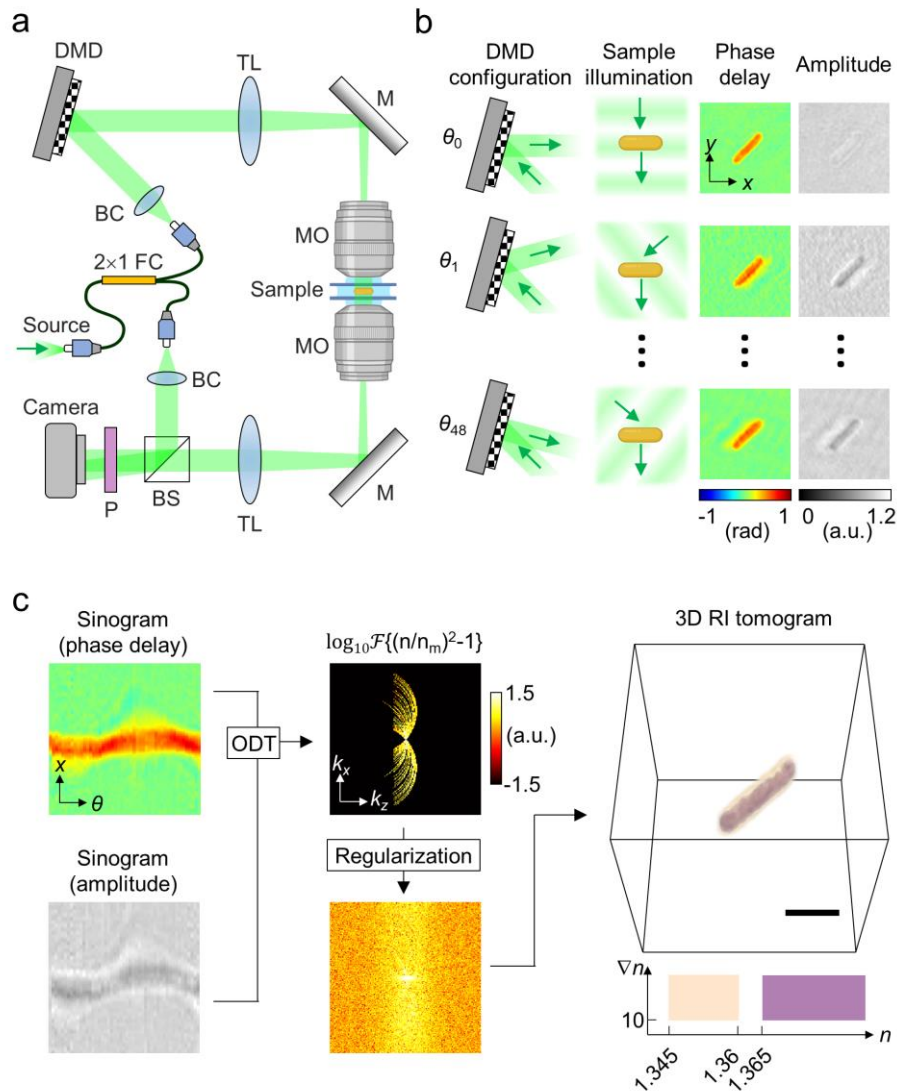 a
DMD
TL
M
BC
MO
2×1 FC
Sample
Source
MO
BC
Camera
P
BS
TL
M
b
DMD
configuration
Sample
illumination
Phase
delay
Amplitude
θ0
y
x
θ1
θ48
-1 1
(rad)
0 1.2
(a.u.)
c
Sinogram
(phase delay)
x
θ
Sinogram
(amplitude)
ODT
log10ℱ{(n/nm)²-1}
kx
kz
1.5
(a.u.)
-1.5
Regularization
3D RI tomogram
∇n
10
n
1.345
1.36
1.365